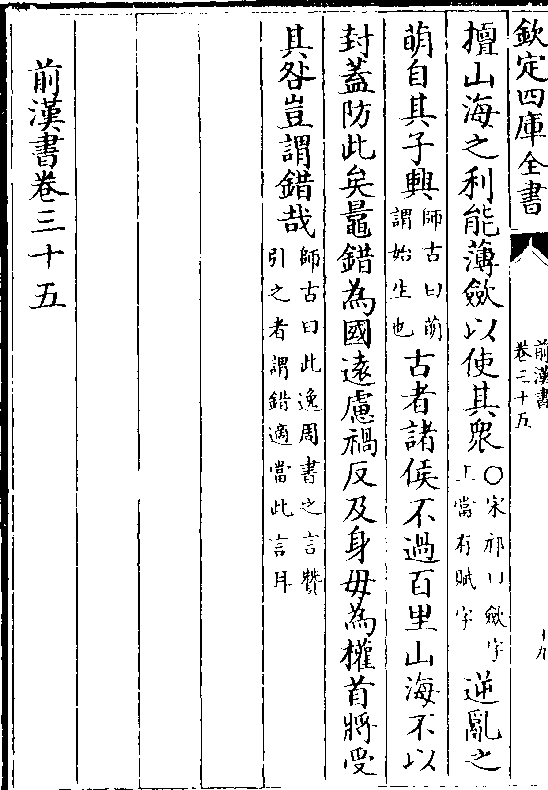 欽定四庫全書
前漢書
卷三十五
十九
擅山海之利能薄斂以使其衆〇宋祁曰斂字
上當有賦字逆亂之
萌自其子興師古曰萌
謂始生也古者諸侯不過百里山海不以
封蓋防此矣鼂錯為國遠慮禍反及身毋為權首將受
其咎豈謂錯哉師古曰此逸周書之言贊
引之者謂錯適當此言耳
前漢書卷三十五